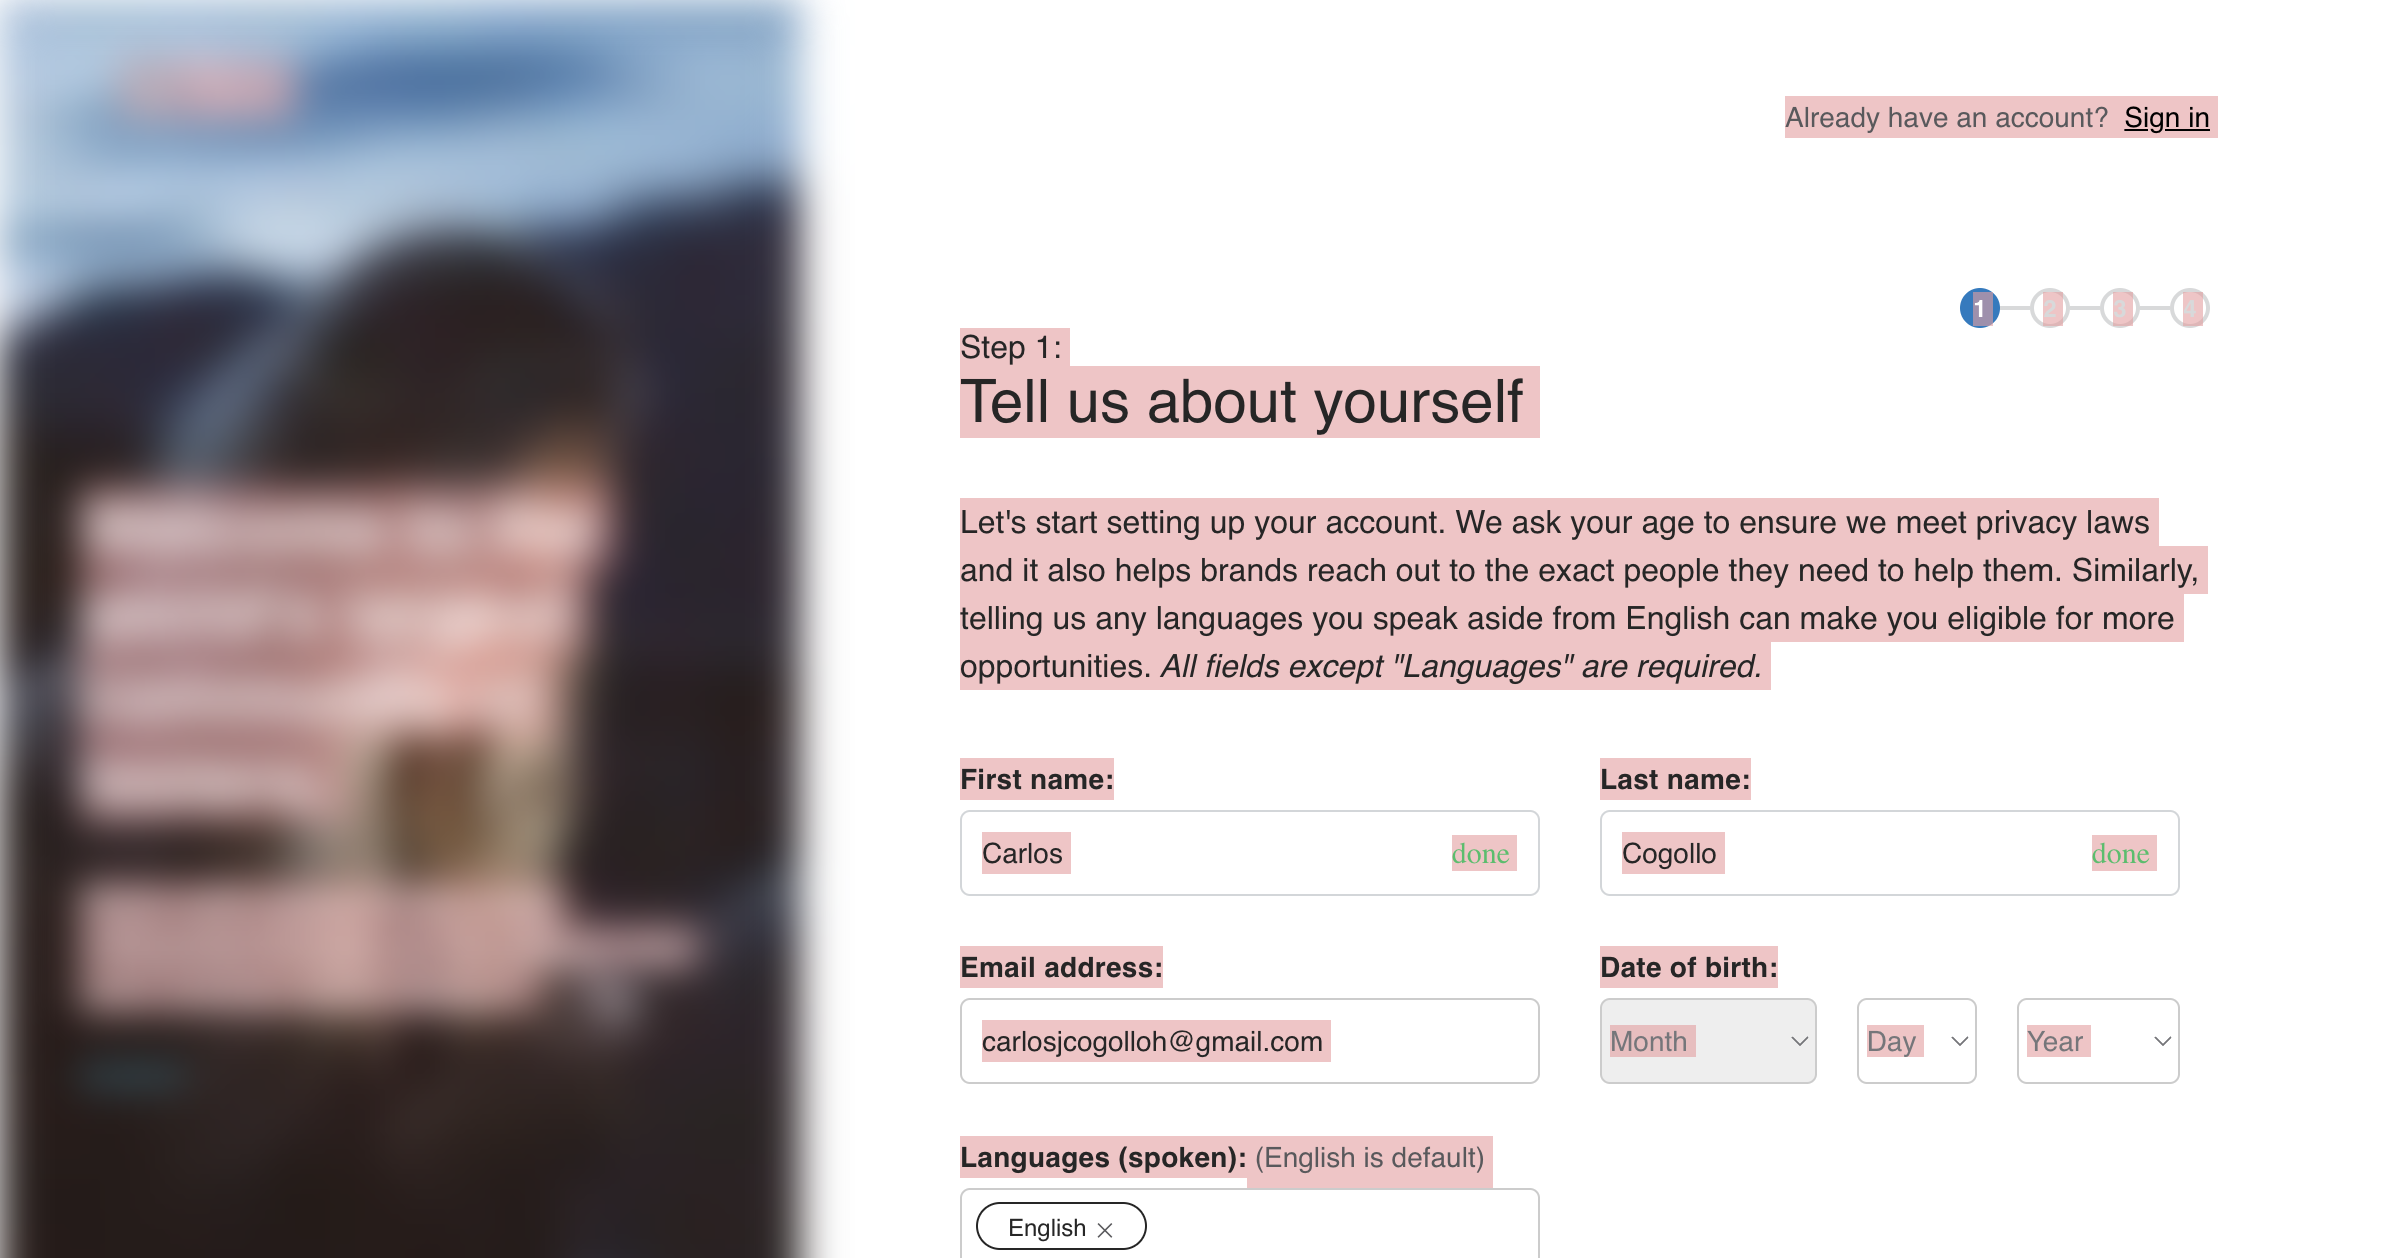 Already have an account? Sign in
1 2 3 4
Step 1:
Tell us about yourself
Let's start setting up your account. We ask your age to ensure we meet privacy laws
and it also helps brands reach out to the exact people they need to help them. Similarly,
telling us any languages you speak aside from English can make you eligible for more
opportunities. All fields except "Languages" are required.
First name:
Last name:
Carlos done
Cogollo done
Email address:
Date of birth:
carlosjcogolloh@gmail.com
Month Day Year
Languages (spoken): (English is default)
English